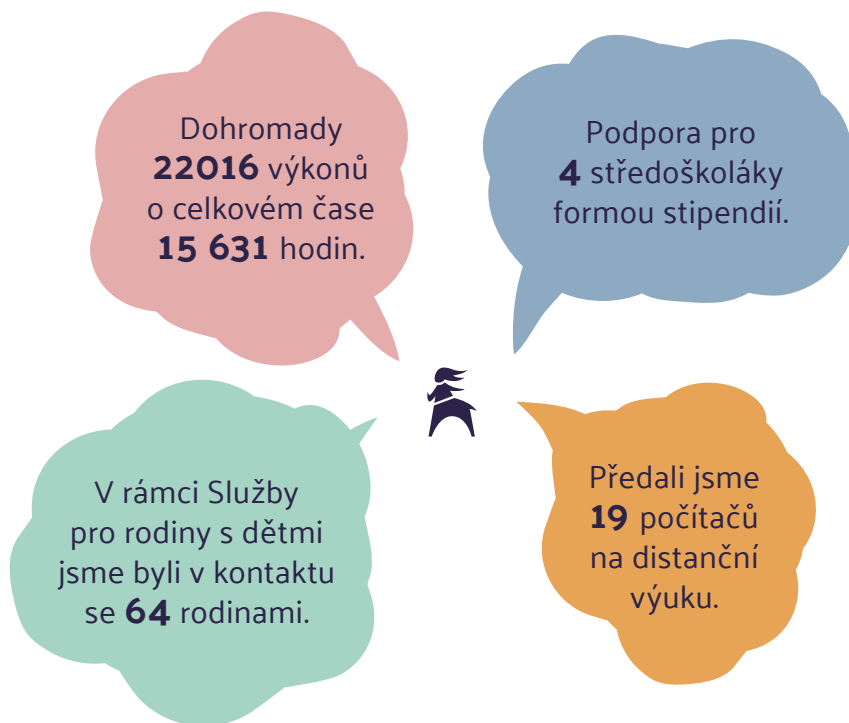 Dohromady
22016 výkonů
o celkovém čase
15 631 hodin.
Podpora pro
4 středoškoláky
formou stipendií.
V rámci Služby
pro rodiny s dětmi
jsme byli v kontaktu
se 64 rodinami.
Předali jsme
19 počítačů
na distanční
výuku.